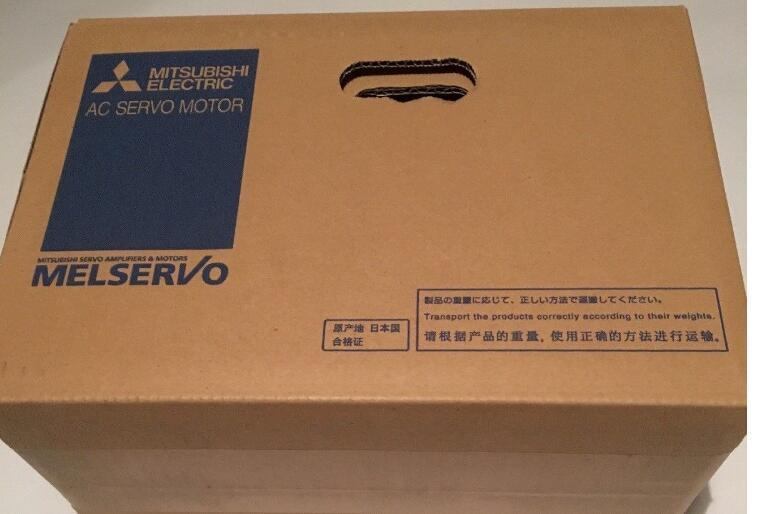 MITSUBISHI
ELECTRIC
AC SERVO MOTOR
MITSUBISHI SERVO AMPLIFIERS & MOTORS
MELSERVO
原产地 日本国
合格证
製品の重量に応じて、正しい方法で運搬してください。
Transport the products correctly according to their weights.
请根据产品的重量，使用正确的方法进行运输。